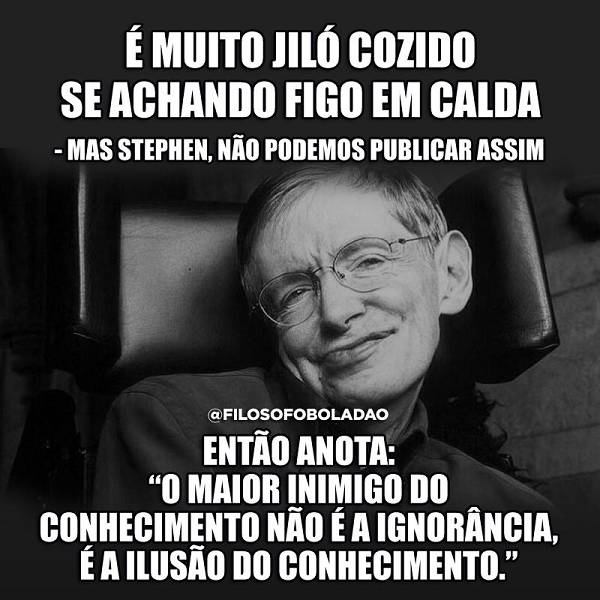 É MUITO JILÓ COZIDO
SE ACHANDO FIGO EM CALDA
- MAS STEPHEN, NÃO PODEMOS PUBLICAR ASSIM
@FILOSOFOBOLADAO
ENTÃO ANOTA:
“O MAIOR INIMIGO DO
CONHECIMENTO NÃO É A IGNORÂNCIA,
É A ILUSÃO DO CONHECIMENTO.”